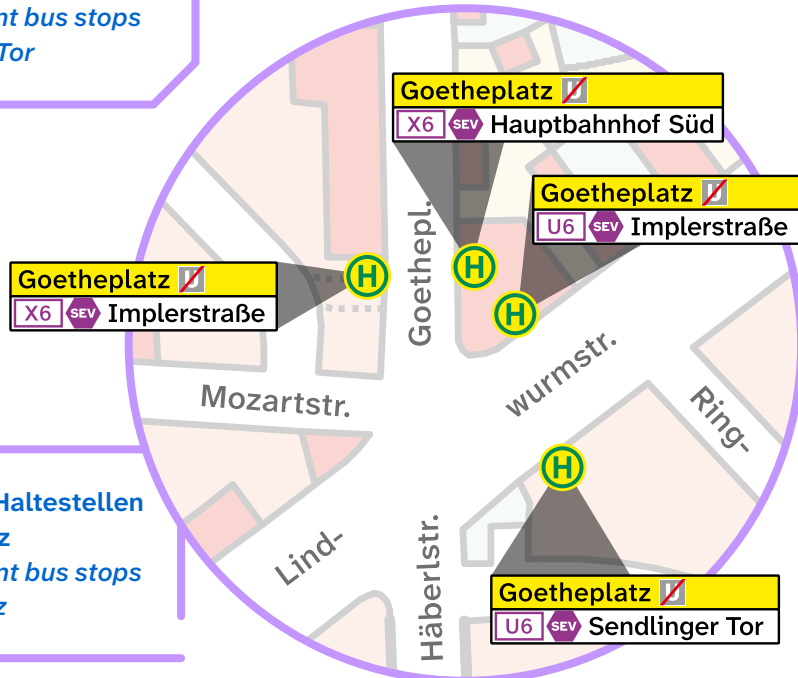 nt bus stops
Tor
Goetheplatz U
X6 SEV Hauptbahnhof Süd
Goetheplatz U
U6 SEV Implerstraße
Goetheplatz U
X6 SEV Implerstraße
H
H
H
Goethepl.
Mozartstr.
wurmstr.
Ring-
H
Lind-
Häberlstr.
Haltestellen
z
nt bus stops
z
Goetheplatz U
U6 SEV Sendlinger Tor